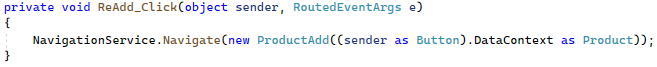 private void ReAdd_Click(object sender, RoutedEventArgs e)
{
    NavigationService.Navigate(new ProductAdd((sender as Button).DataContext as Product));
}